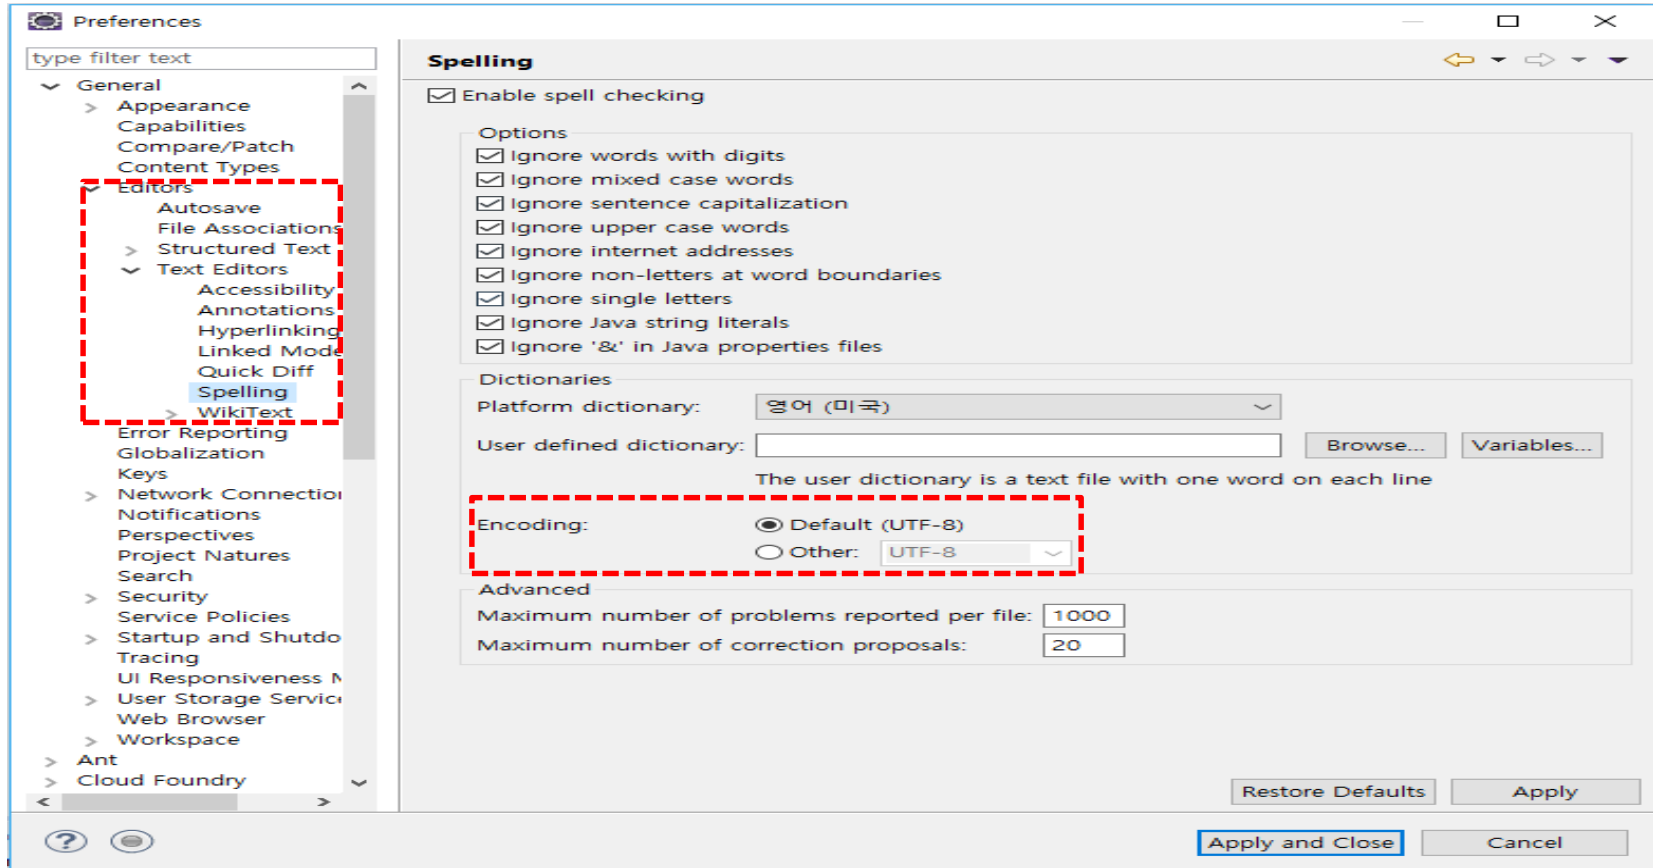 Preferences
type filter text
General
Appearance
Capabilities
Compare/Patch
Content Types
Editors
Autosave
File Associations
Structured Text
Text Editors
Accessibility
Annotations
Hyperlinking
Linked Mode
Quick Diff
Spelling
WikiText
Error Reporting
Globalization
Keys
Network Connection
Notifications
Perspectives
Project Natures
Search
Security
Service Policies
Startup and Shutdo
Tracing
UI Responsiveness M
User Storage Service
Web Browser
Workspace
Ant
Cloud Foundry
Spelling
Enable spell checking
Options
Ignore words with digits
Ignore mixed case words
Ignore sentence capitalization
Ignore upper case words
Ignore internet addresses
Ignore non-letters at word boundaries
Ignore single letters
Ignore Java string literals
Ignore '&' in Java properties files
Dictionaries
Platform dictionary: 영어 (미국)
User defined dictionary: Browse... Variables...
The user dictionary is a text file with one word on each line
Encoding: Default (UTF-8)
Other: UTF-8
Advanced
Maximum number of problems reported per file: 1000
Maximum number of correction proposals: 20
Restore Defaults Apply
Apply and Close Cancel